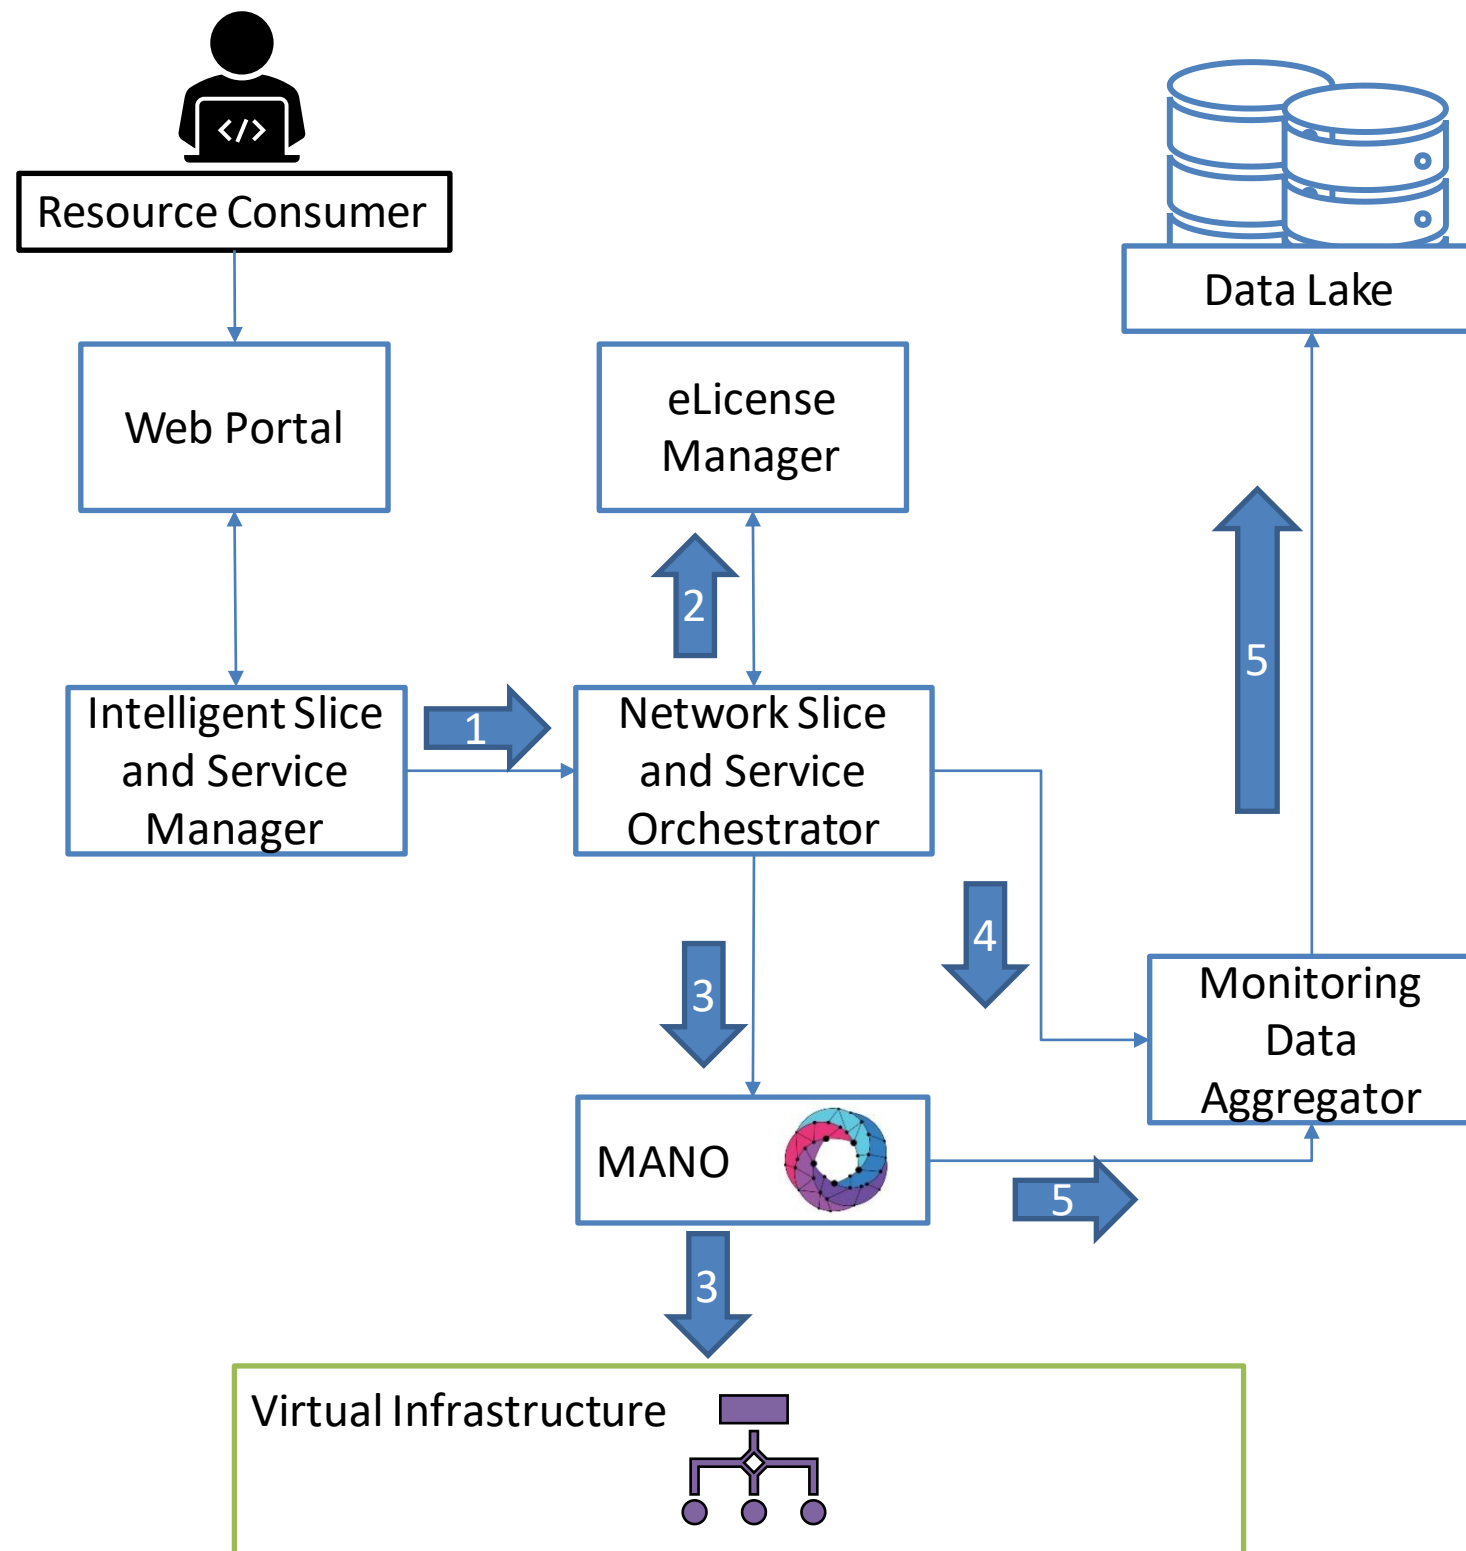 </>
Resource Consumer
Data Lake
Web Portal
eLicense
Manager
2
5
Intelligent Slice
and Service
Manager
1
Network Slice
and Service
Orchestrator
4
3
Monitoring
Data
Aggregator
MANO
5
3
Virtual Infrastructure